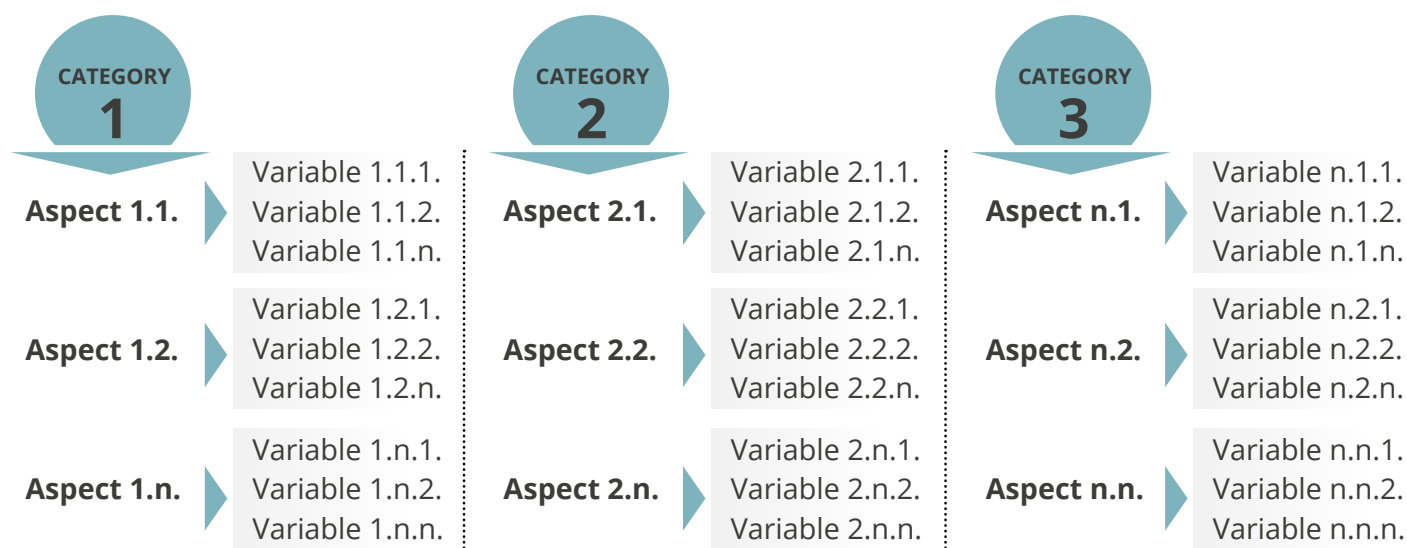 CATEGORY
1
Aspect 1.1.
Variable 1.1.1.
Variable 1.1.2.
Variable 1.1.n.
Aspect 1.2.
Variable 1.2.1.
Variable 1.2.2.
Variable 1.2.n.
Aspect 1.n.
Variable 1.n.1.
Variable 1.n.2.
Variable 1.n.n.
CATEGORY
2
Aspect 2.1.
Variable 2.1.1.
Variable 2.1.2.
Variable 2.1.n.
Aspect 2.2.
Variable 2.2.1.
Variable 2.2.2.
Variable 2.2.n.
Aspect 2.n.
Variable 2.n.1.
Variable 2.n.2.
Variable 2.n.n.
CATEGORY
3
Aspect n.1.
Variable n.1.1.
Variable n.1.2.
Variable n.1.n.
Aspect n.2.
Variable n.2.1.
Variable n.2.2.
Variable n.2.n.
Aspect n.n.
Variable n.n.1.
Variable n.n.2.
Variable n.n.n.